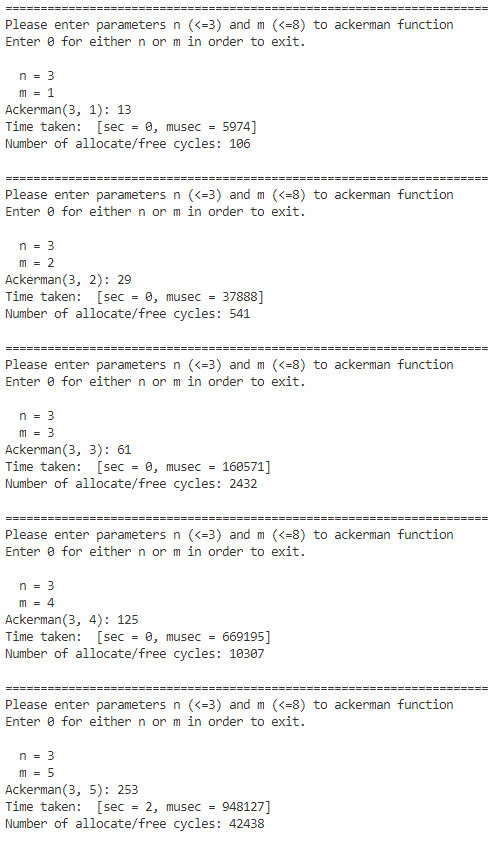 =====================================================================
Please enter parameters n (<=3) and m (<=8) to ackerman function
Enter 0 for either n or m in order to exit.
n = 3
m = 1
Ackerman(3, 1): 13
Time taken:  [sec = 0, musec = 5974]
Number of allocate/free cycles: 106
=====================================================================
Please enter parameters n (<=3) and m (<=8) to ackerman function
Enter 0 for either n or m in order to exit.
n = 3
m = 2
Ackerman(3, 2): 29
Time taken:  [sec = 0, musec = 37888]
Number of allocate/free cycles: 541
=====================================================================
Please enter parameters n (<=3) and m (<=8) to ackerman function
Enter 0 for either n or m in order to exit.
n = 3
m = 3
Ackerman(3, 3): 61
Time taken:  [sec = 0, musec = 160571]
Number of allocate/free cycles: 2432
=====================================================================
Please enter parameters n (<=3) and m (<=8) to ackerman function
Enter 0 for either n or m in order to exit.
n = 3
m = 4
Ackerman(3, 4): 125
Time taken:  [sec = 0, musec = 669195]
Number of allocate/free cycles: 10307
=====================================================================
Please enter parameters n (<=3) and m (<=8) to ackerman function
Enter 0 for either n or m in order to exit.
n = 3
m = 5
Ackerman(3, 5): 253
Time taken:  [sec = 2, musec = 948127]
Number of allocate/free cycles: 42438